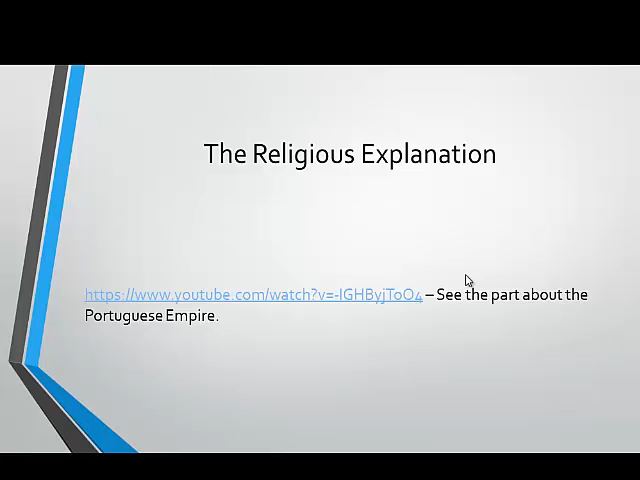 The Religious Explanation
https://www.youtube.com/watch?v=-IGHByjToO4 – See the part about the
Portuguese Empire.